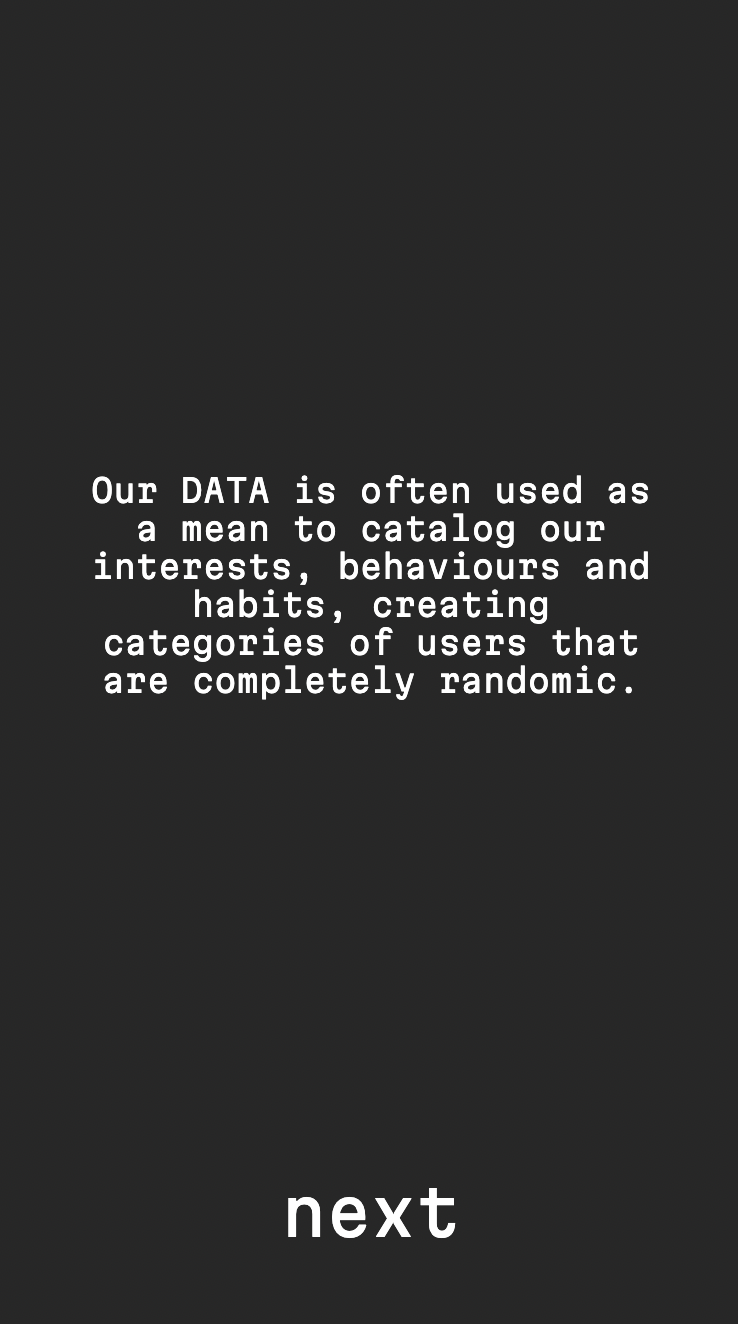 Our DATA is often used as
a mean to catalog our
interests, behaviours and
habits, creating
categories of users that
are completely randomic.
next